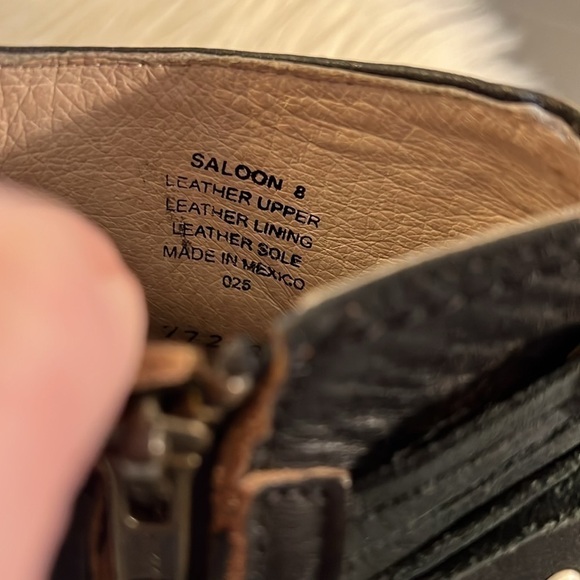 SALOON 8
LEATHER UPPER
LEATHER LINING
LEATHER SOLE
MADE IN MEXICO
025